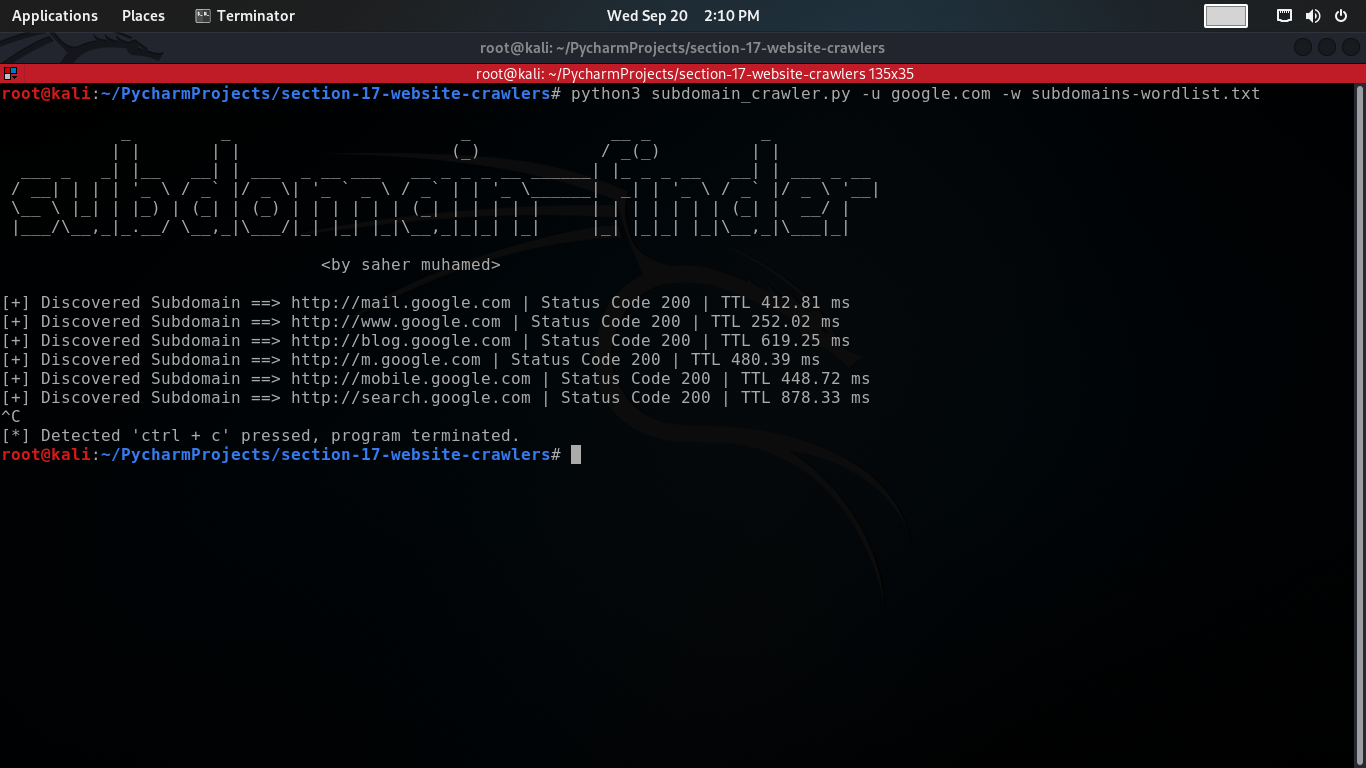 Applications Places Terminator Wed Sep 20 2:10 PM
root@kali: ~/PycharmProjects/section-17-website-crawlers
root@kali: ~/PycharmProjects/section-17-website-crawlers 135x35
root@kali:~/PycharmProjects/section-17-website-crawlers# python3 subdomain_crawler.py -u google.com -w subdomains-wordlist.txt
subdomain-finder
<by saher muhamed>
[+] Discovered Subdomain ==> http://mail.google.com | Status Code 200 | TTL 412.81 ms
[+] Discovered Subdomain ==> http://www.google.com | Status Code 200 | TTL 252.02 ms
[+] Discovered Subdomain ==> http://blog.google.com | Status Code 200 | TTL 619.25 ms
[+] Discovered Subdomain ==> http://m.google.com | Status Code 200 | TTL 480.39 ms
[+] Discovered Subdomain ==> http://mobile.google.com | Status Code 200 | TTL 448.72 ms
[+] Discovered Subdomain ==> http://search.google.com | Status Code 200 | TTL 878.33 ms
^C
[*] Detected 'ctrl + c' pressed, program terminated.
root@kali:~/PycharmProjects/section-17-website-crawlers#